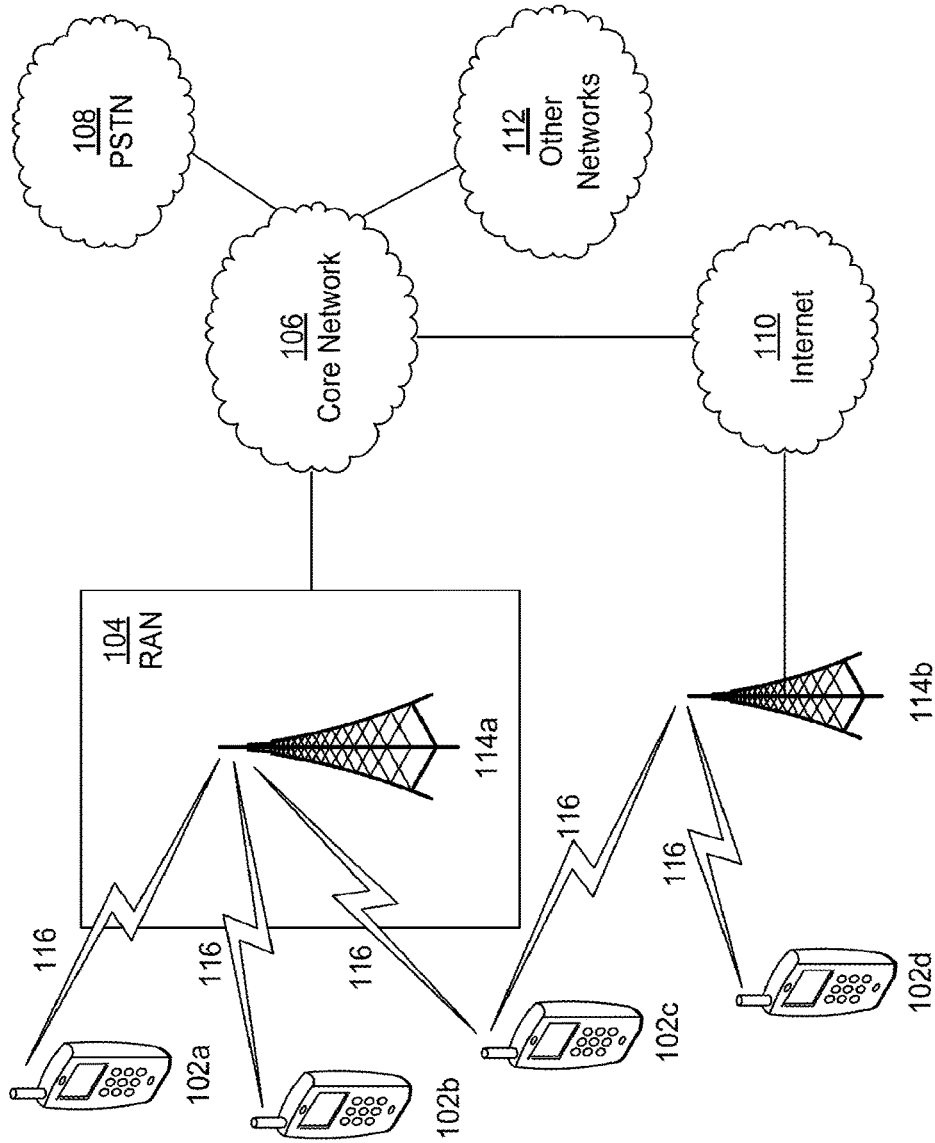 102a
116
102b
116
116
102c
116
102d
116
104
RAN
114a
114b
106
Core Network
108
PSTN
112
Other
Networks
110
Internet